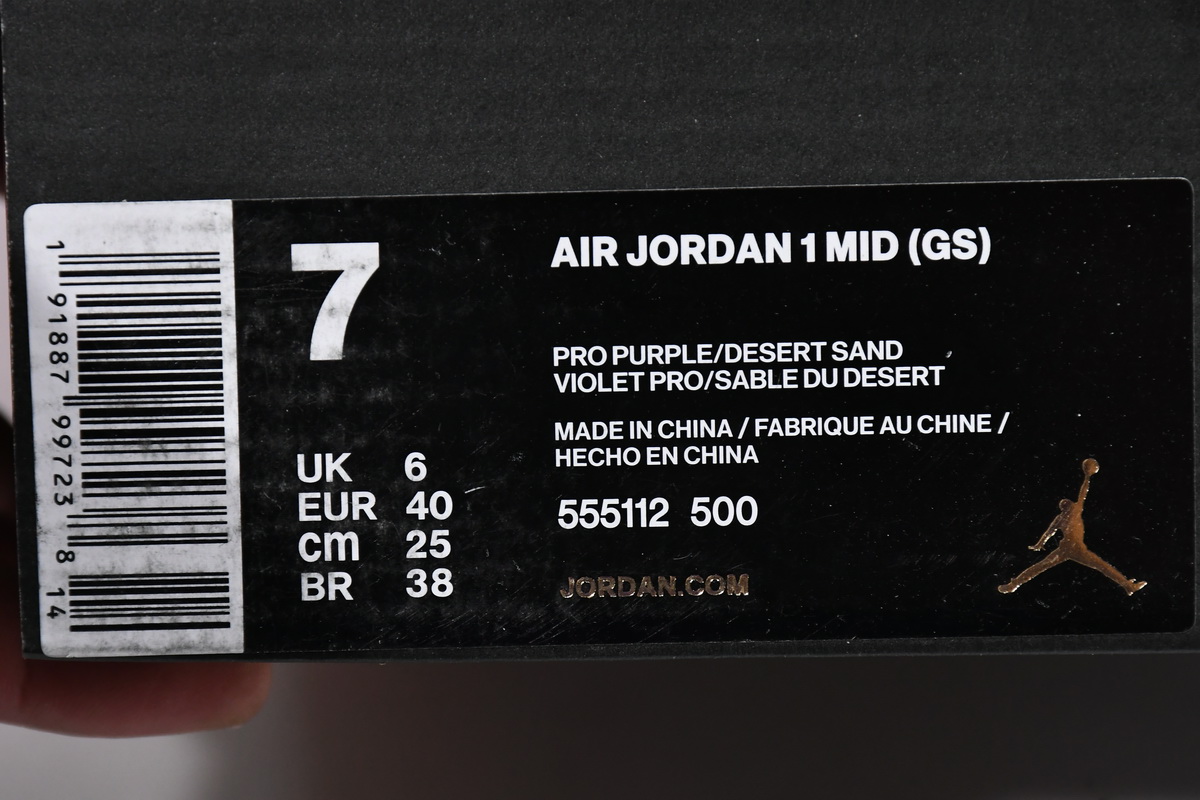 1 91887 99723 8 14
7
UK 6
EUR 40
cm 25
BR 38
AIR JORDAN 1 MID (GS)
PRO PURPLE/DESERT SAND
VIOLET PRO/SABLE DU DESERT
MADE IN CHINA / FABRIQUE AU CHINE /
HECHO EN CHINA
555112 500
JORDAN.COM